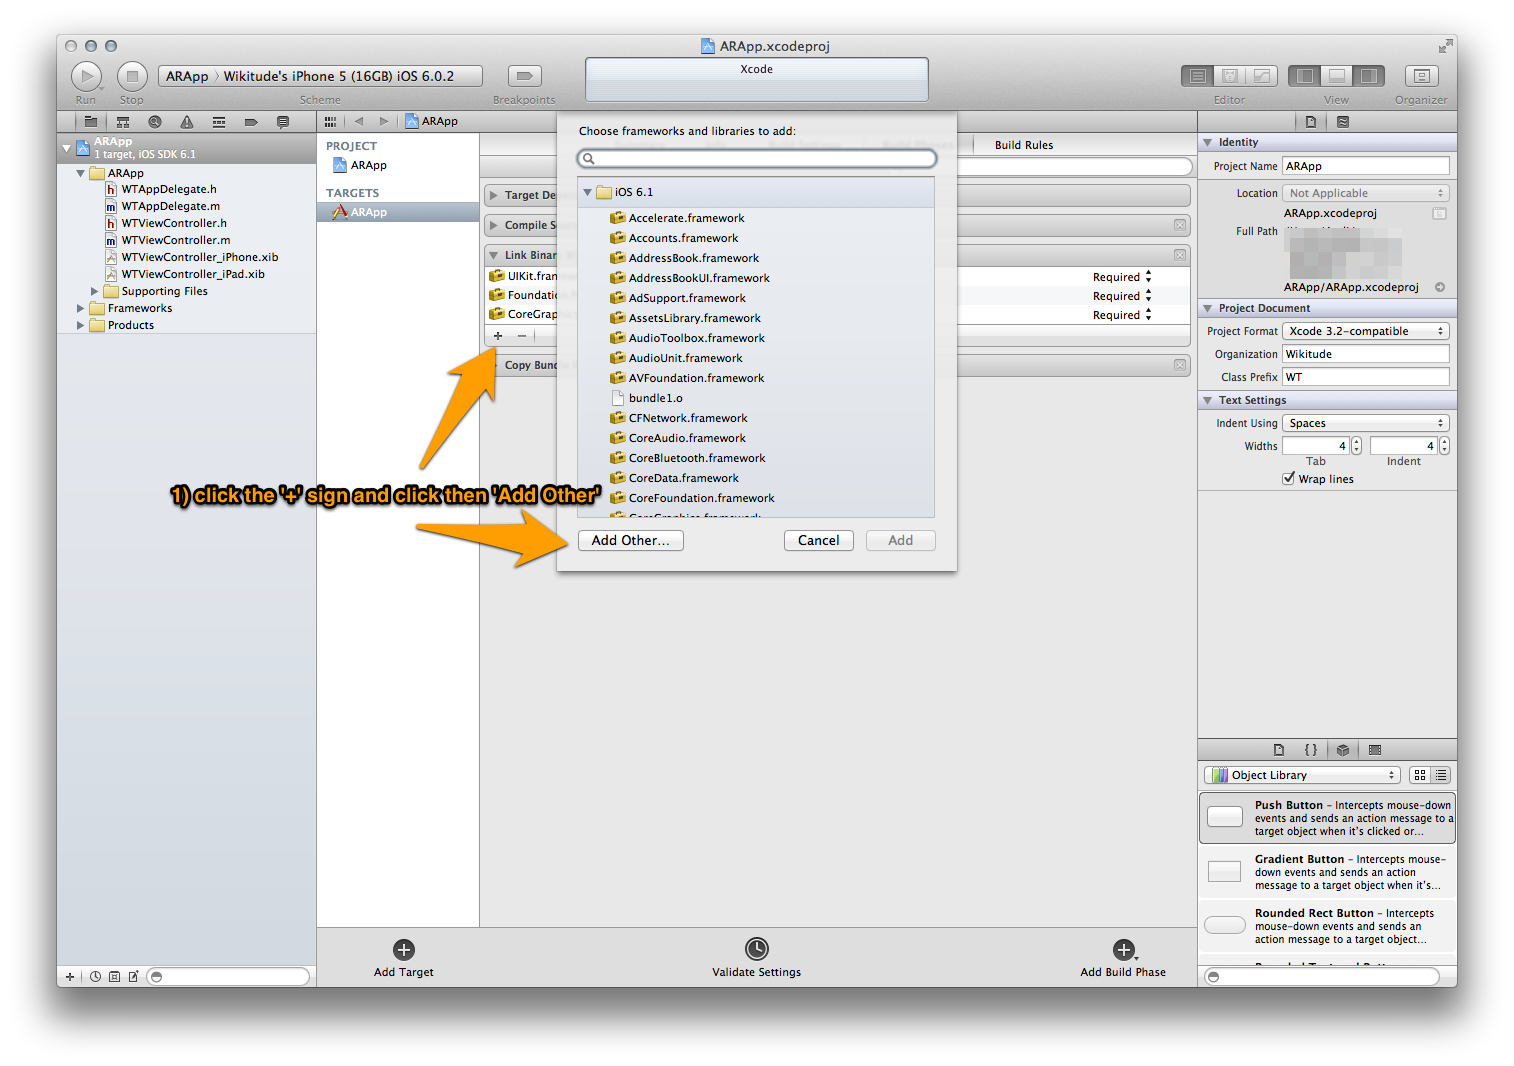 ARApp.xcodeproj
ARApp
Wikitude's iPhone 5 (16GB) iOS 6.0.2
Xcode
Run
Stop
Scheme
Breakpoints
Editor
View
Organizer
ARApp
1 target, iOS SDK 6.1
ARApp
WTAppDelegate.h
WTAppDelegate.m
WTViewController.h
WTViewController.m
WTViewController_iPhone.xib
WTViewController_iPad.xib
Supporting Files
Frameworks
Products
ARApp
PROJECT
ARApp
TARGETS
ARApp
Build Rules
Target De
Compile S
Link Binar
UIKit.fram
Foundation.
CoreGrap
Required
Required
Required
+ −
Copy Bund
Choose frameworks and libraries to add:
iOS 6.1
Accelerate.framework
Accounts.framework
AddressBook.framework
AddressBookUI.framework
AdSupport.framework
AssetsLibrary.framework
AudioToolbox.framework
AudioUnit.framework
AVFoundation.framework
bundle1.o
CFNetwork.framework
CoreAudio.framework
CoreBluetooth.framework
CoreData.framework
CoreFoundation.framework
CoreGraphics.framework
Add Other...
Cancel
Add
1) click the '+' sign and click then 'Add Other'
Add Target
Validate Settings
Add Build Phase
Identity
Project Name ARApp
Location Not Applicable
ARApp.xcodeproj
Full Path
ARApp/ARApp.xcodeproj
Project Document
Project Format Xcode 3.2-compatible
Organization Wikitude
Class Prefix WT
Text Settings
Indent Using Spaces
Widths 4 4
Tab Indent
Wrap lines
{ }
Object Library
Push Button – Intercepts mouse-down
events and sends an action message to a
target object when it's clicked or...
Gradient Button – Intercepts mouse-
down events and sends an action
message to a target object when it's...
Rounded Rect Button – Intercepts
mouse-down events and sends an
action message to a target object...